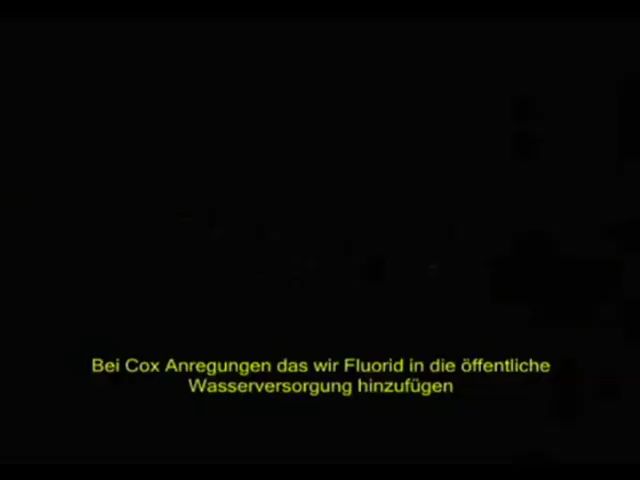 Bei Cox Anregungen das wir Fluorid in die öffentliche
Wasserversorgung hinzufügen